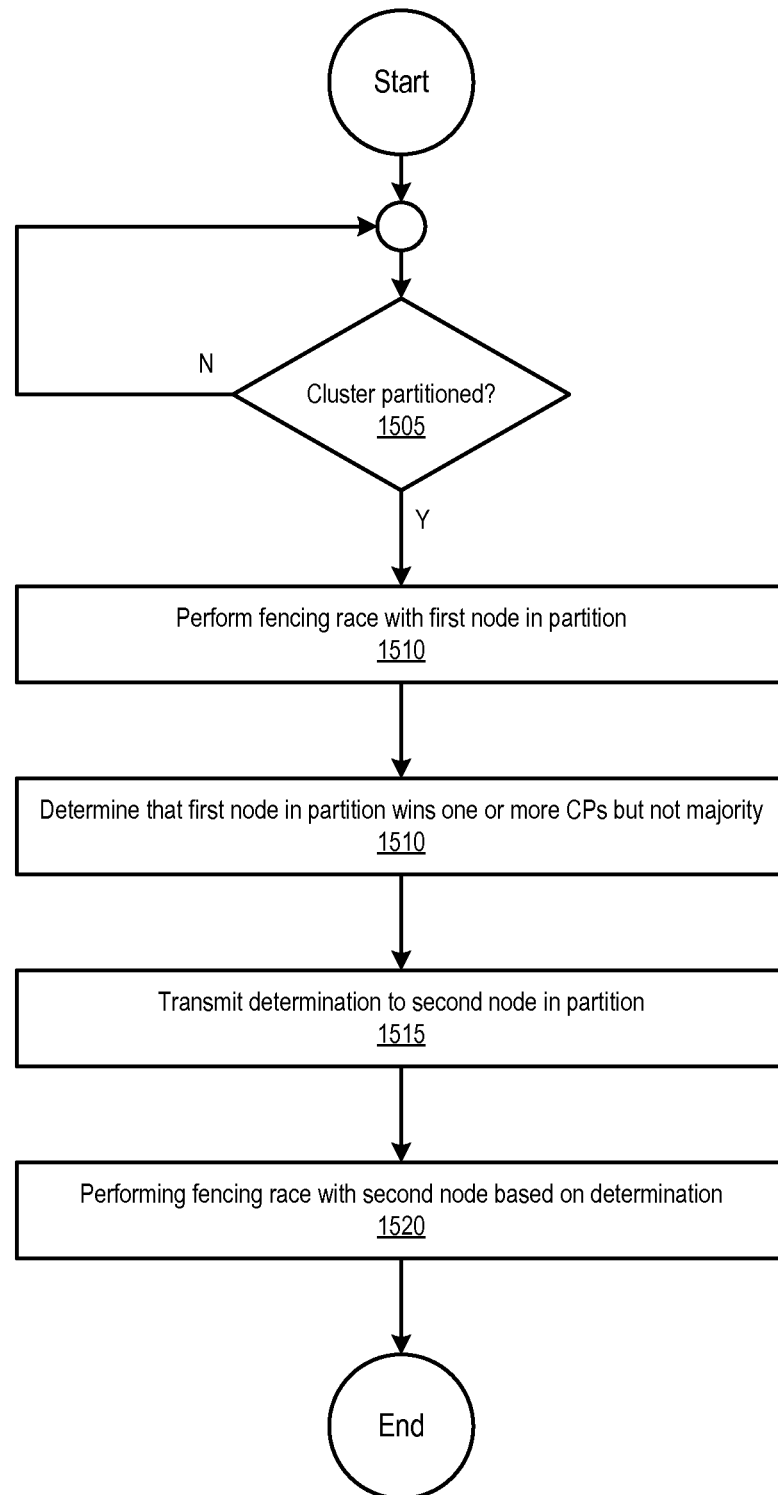 Start
N
Cluster partitioned?
1505
Y
Perform fencing race with first node in partition
1510
Determine that first node in partition wins one or more CPs but not majority
1510
Transmit determination to second node in partition
1515
Performing fencing race with second node based on determination
1520
End